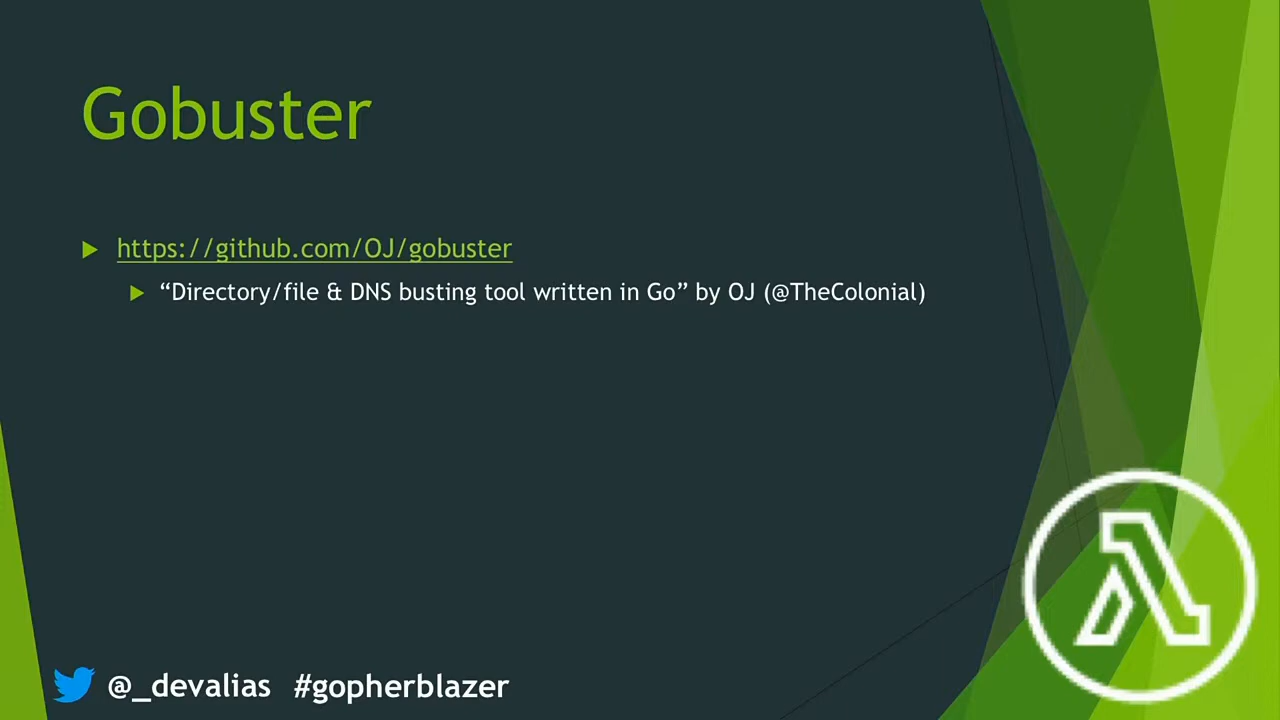 Gobuster
https://github.com/OJ/gobuster
“Directory/file & DNS busting tool written in Go” by OJ (@TheColonial)
@_devalias #gopherblazer